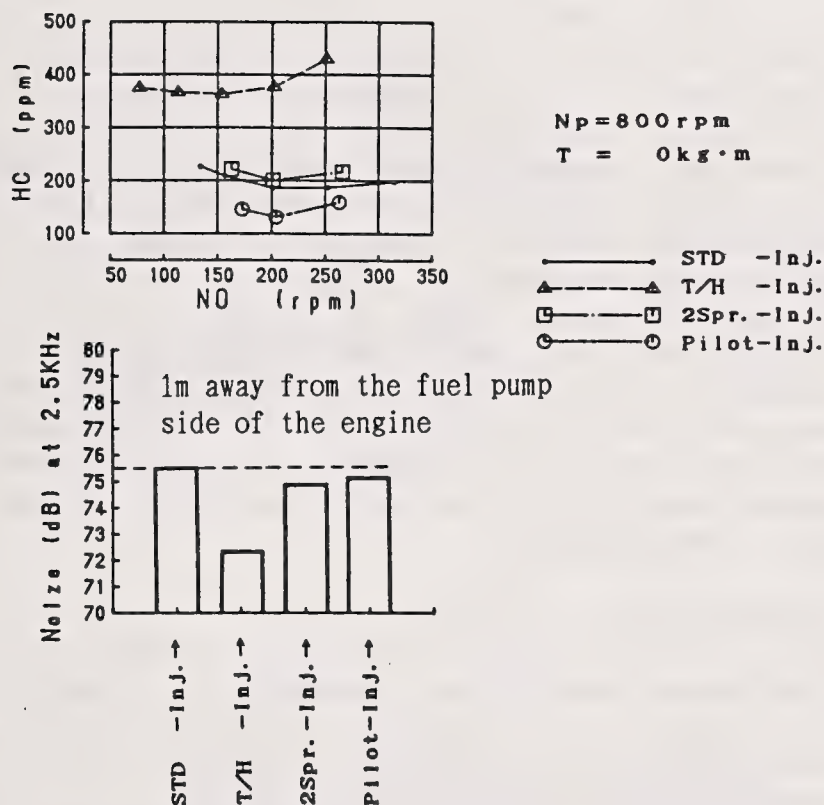 500
400
300
200
100
HC (ppm)
50 100 150 200 250 300 350
NO (rpm)
Np=800rpm
T = 0kg·m
STD -Inj.
T/H -Inj.
2Spr.-Inj.
Pilot-Inj.
80
79
78
77
76
75
74
73
72
71
70
Noize (dB) at 2.5KHz
1m away from the fuel pump
side of the engine
STD -Inj.→
T/H -Inj.→
2Spr.-Inj.→
Pilot-Inj.→